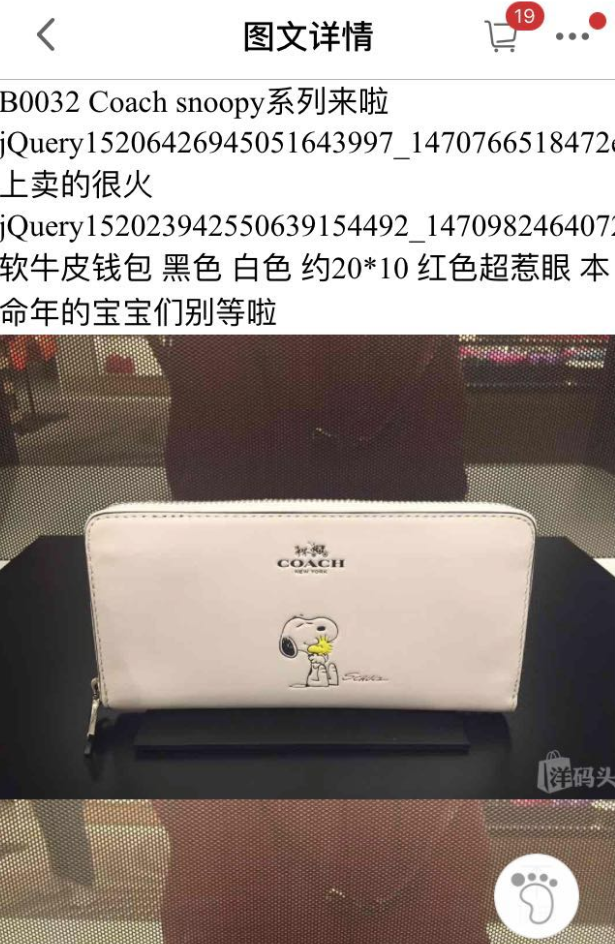 图文详情
19
B0032 Coach snoopy系列来啦
jQuery15206426945051643997_1470766518472
上卖的很火
jQuery152023942550639154492_147098246407
软牛皮钱包 黑色 白色 约20*10 红色超惹眼 本
命年的宝宝们别等啦
COACH
NEW YORK
洋码头